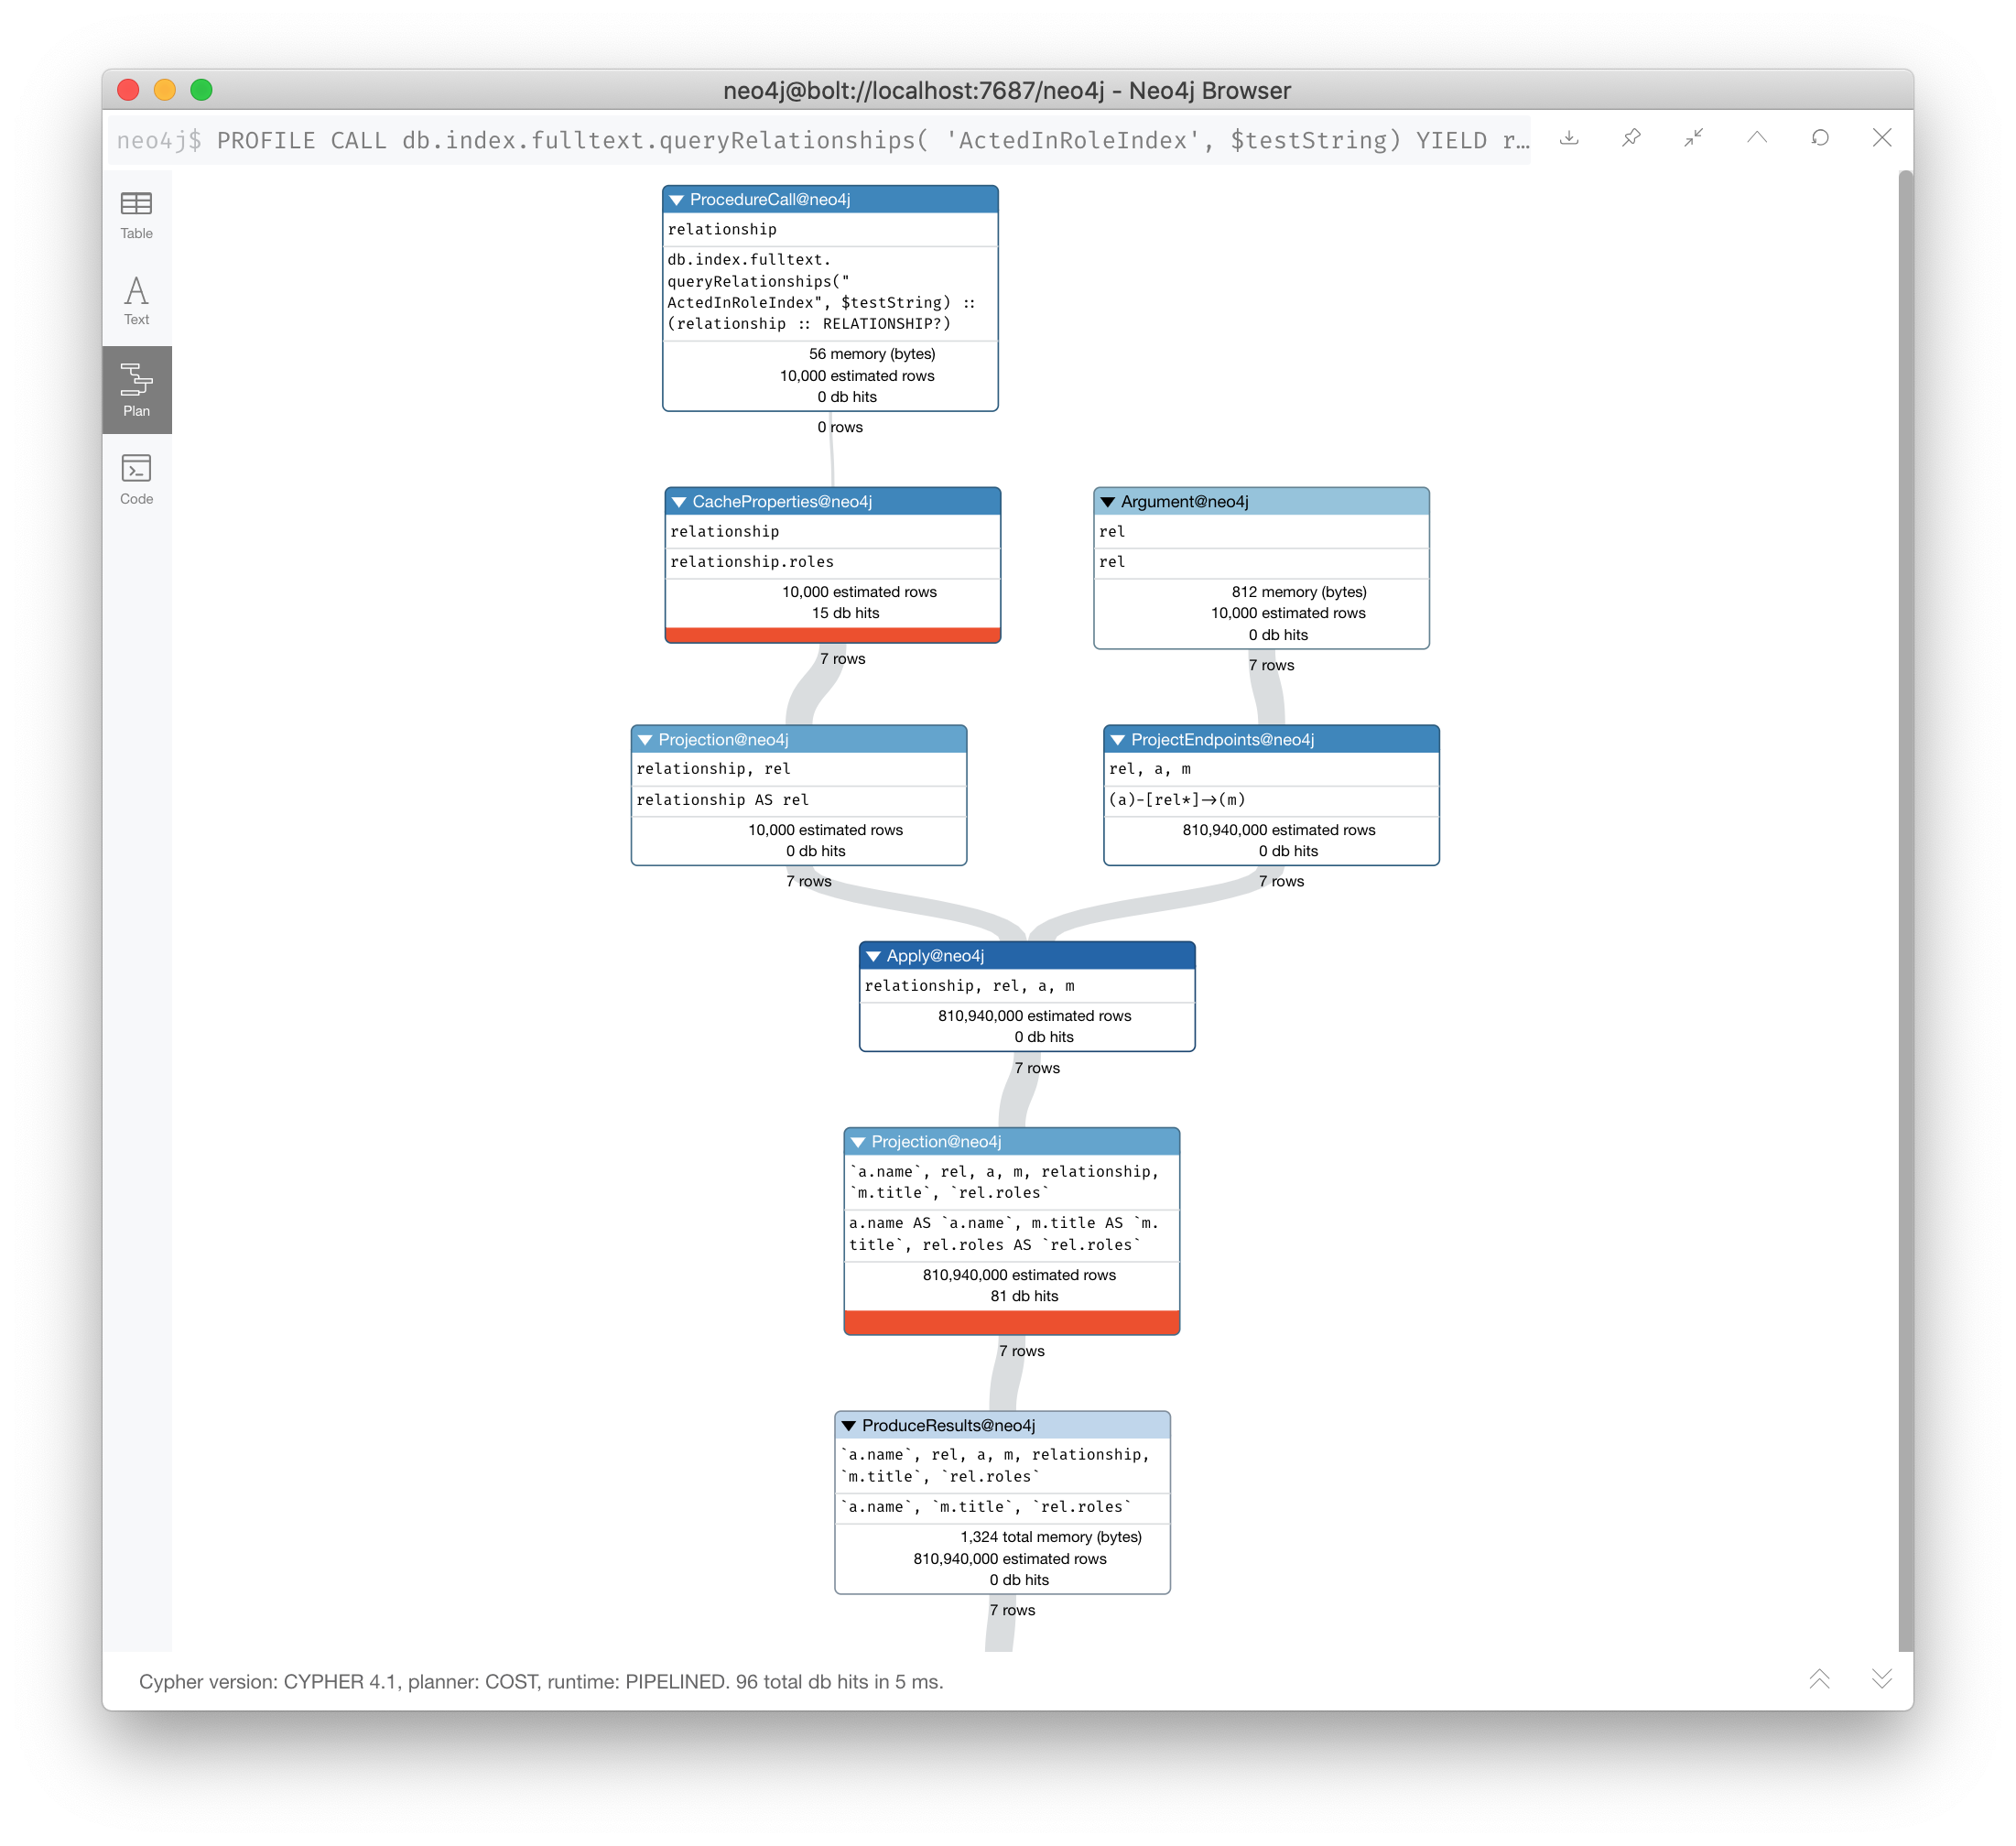 neo4j@bolt://localhost:7687/neo4j - Neo4j Browser
neo4j$ PROFILE CALL db.index.fulltext.queryRelationships( 'ActedInRoleIndex', $testString) YIELD r…
Table
Text
Plan
Code
ProcedureCall@neo4j
relationship
db.index.fulltext.
queryRelationships("
ActedInRoleIndex", $testString) ::
(relationship :: RELATIONSHIP?)
56 memory (bytes)
10,000 estimated rows
0 db hits
0 rows
CacheProperties@neo4j
relationship
relationship.roles
10,000 estimated rows
15 db hits
7 rows
Argument@neo4j
rel
rel
812 memory (bytes)
10,000 estimated rows
0 db hits
7 rows
Projection@neo4j
relationship, rel
relationship AS rel
10,000 estimated rows
0 db hits
7 rows
ProjectEndpoints@neo4j
rel, a, m
(a)-[rel*]->(m)
810,940,000 estimated rows
0 db hits
7 rows
Apply@neo4j
relationship, rel, a, m
810,940,000 estimated rows
0 db hits
7 rows
Projection@neo4j
`a.name`, rel, a, m, relationship,
`m.title`, `rel.roles`
a.name AS `a.name`, m.title AS `m.
title`, rel.roles AS `rel.roles`
810,940,000 estimated rows
81 db hits
7 rows
ProduceResults@neo4j
`a.name`, rel, a, m, relationship,
`m.title`, `rel.roles`
`a.name`, `m.title`, `rel.roles`
1,324 total memory (bytes)
810,940,000 estimated rows
0 db hits
7 rows
Cypher version: CYPHER 4.1, planner: COST, runtime: PIPELINED. 96 total db hits in 5 ms.